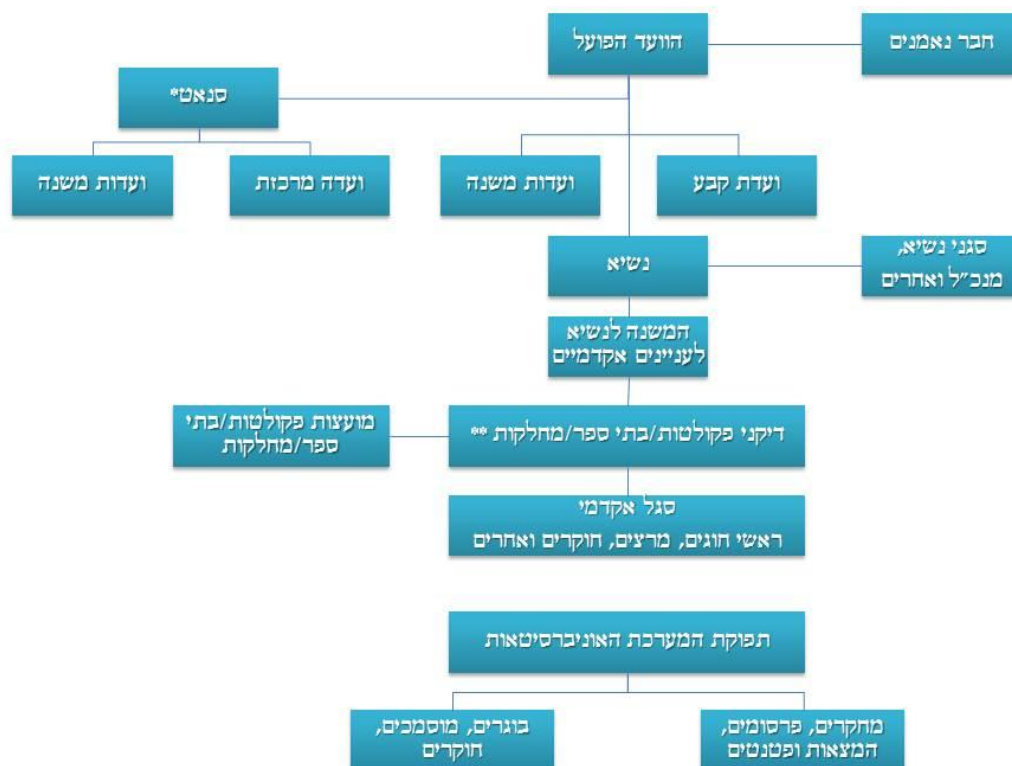 חבר נאמנים
הוועד הפועל
סנאט*
ועדת קבע
ועדות משנה
ועדה מרכזת
ועדות משנה
סגני נשיא,
מנכ״ל ואחרים
נשיא
המשנה לנשיא
לעניינים אקדמיים
דיקני פקולטות/בתי ספר/מחלקות **
מועצות פקולטות/בתי
ספר/מחלקות
סגל אקדמי
ראשי חוגים, מרצים, חוקרים ואחרים
תפוקת המערכת האוניברסיטאות
מחקרים, פרסומים,
המצאות ופטנטים
בוגרים, מוסמכים,
חוקרים